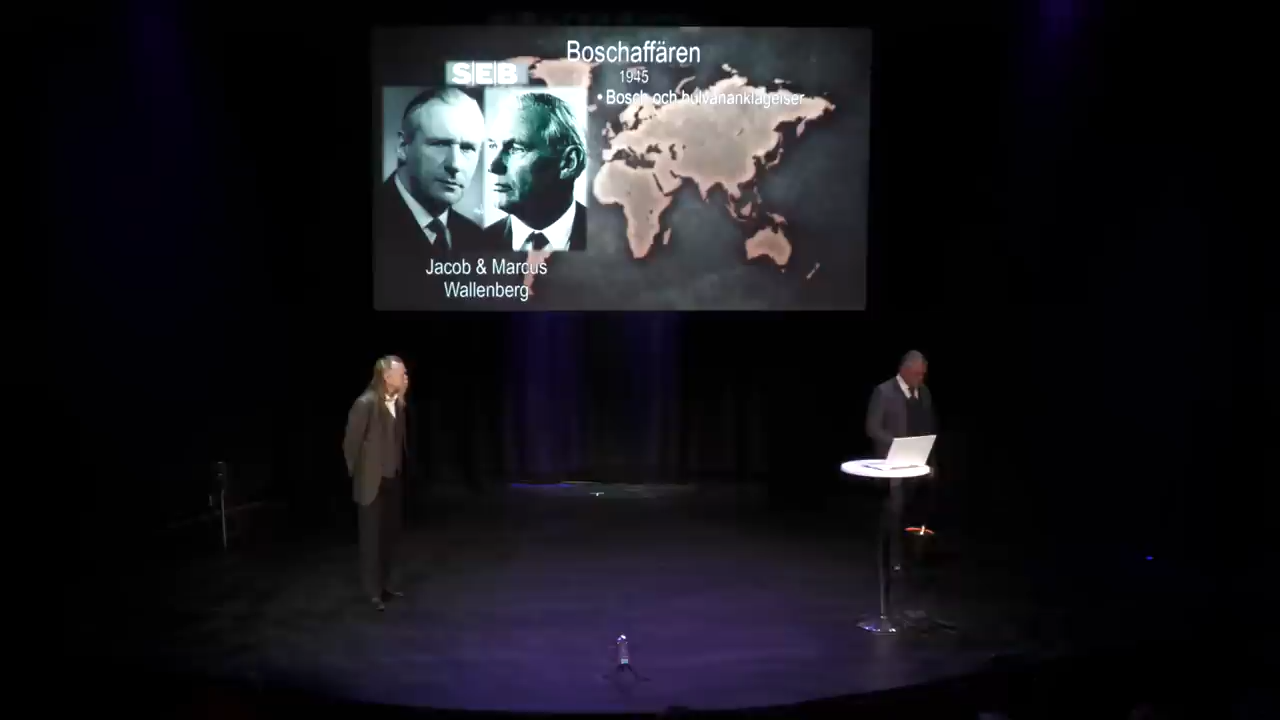 Boschaffären
SEB
1945
• Bosch och bulvananklagelser
Jacob & Marcus
Wallenberg